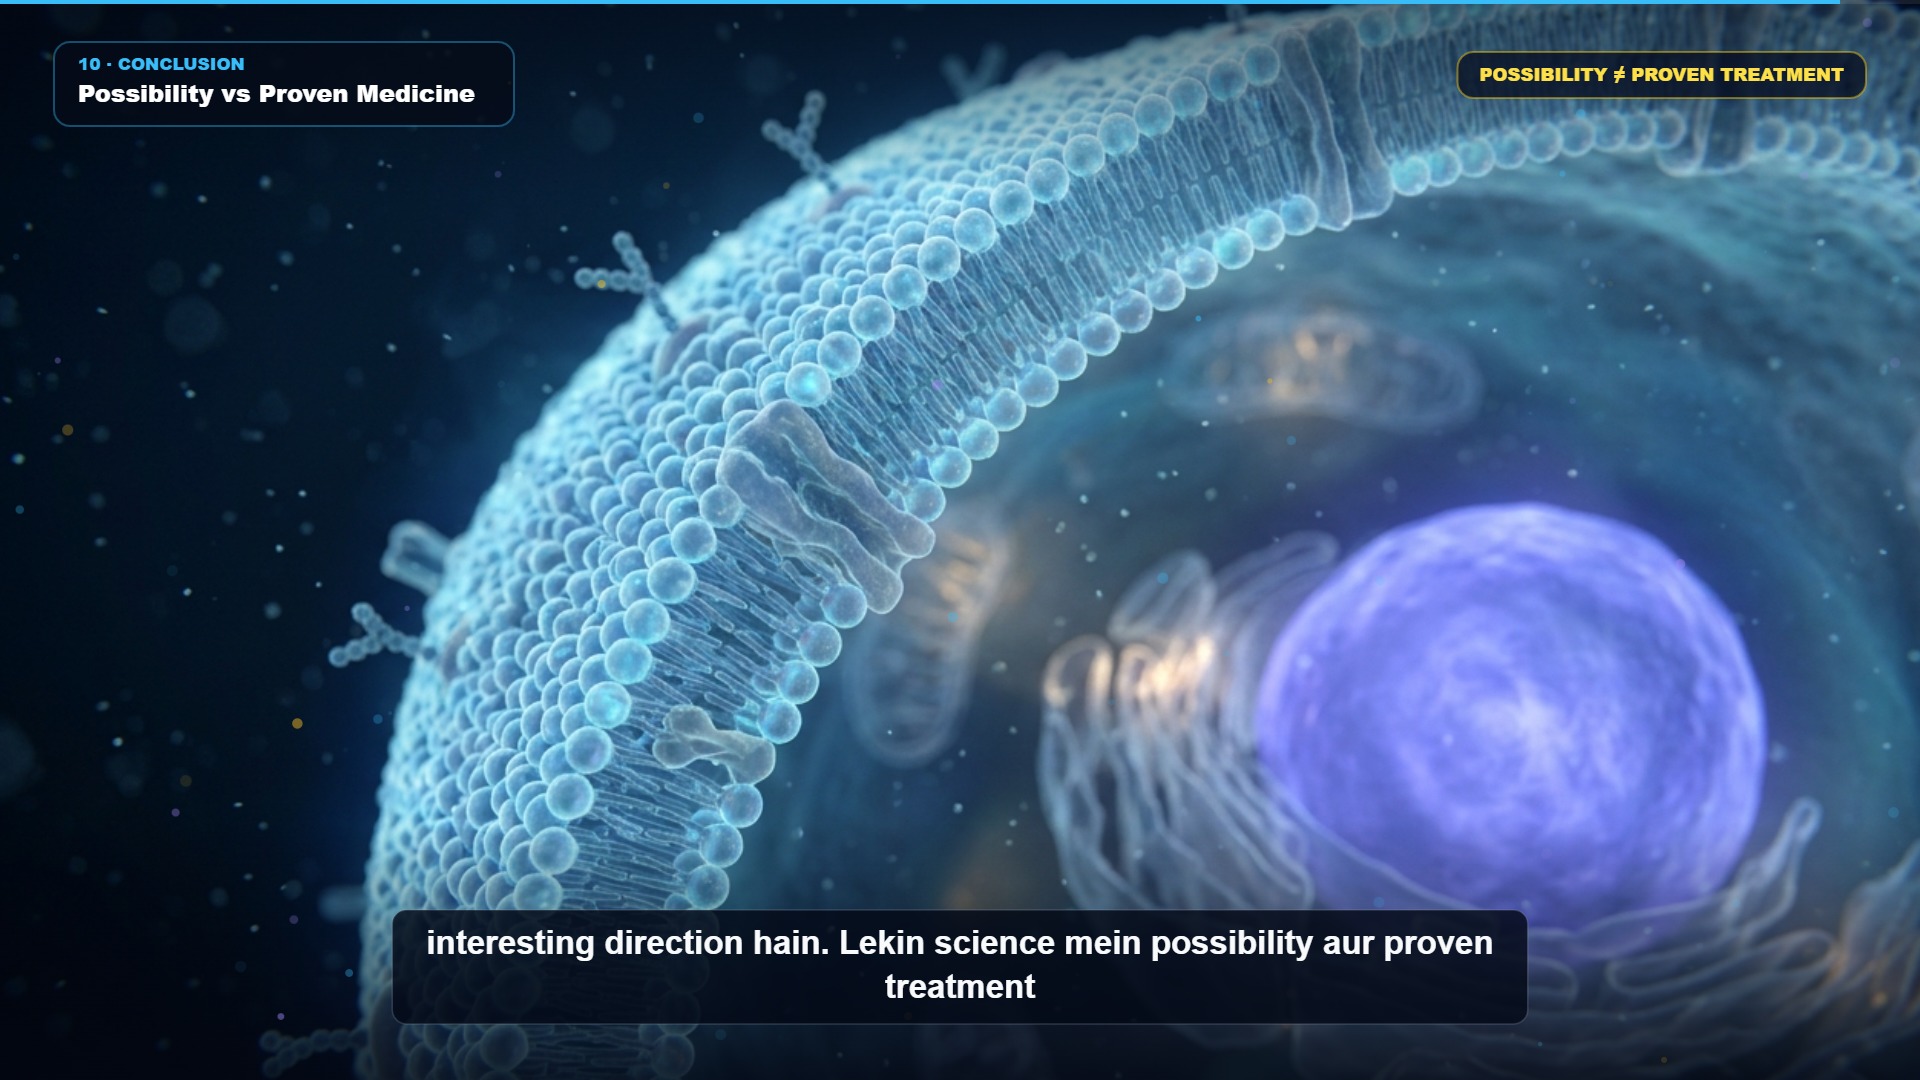 10 · CONCLUSION
Possibility vs Proven Medicine
POSSIBILITY ≠ PROVEN TREATMENT
interesting direction hain. Lekin science mein possibility aur proven
treatment